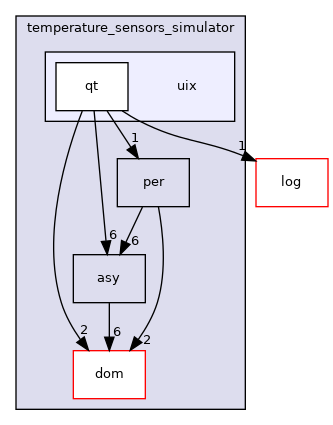 temperature_sensors_simulator
qt
uix
1
1
per
log
6
6
asy
2
6
2
dom